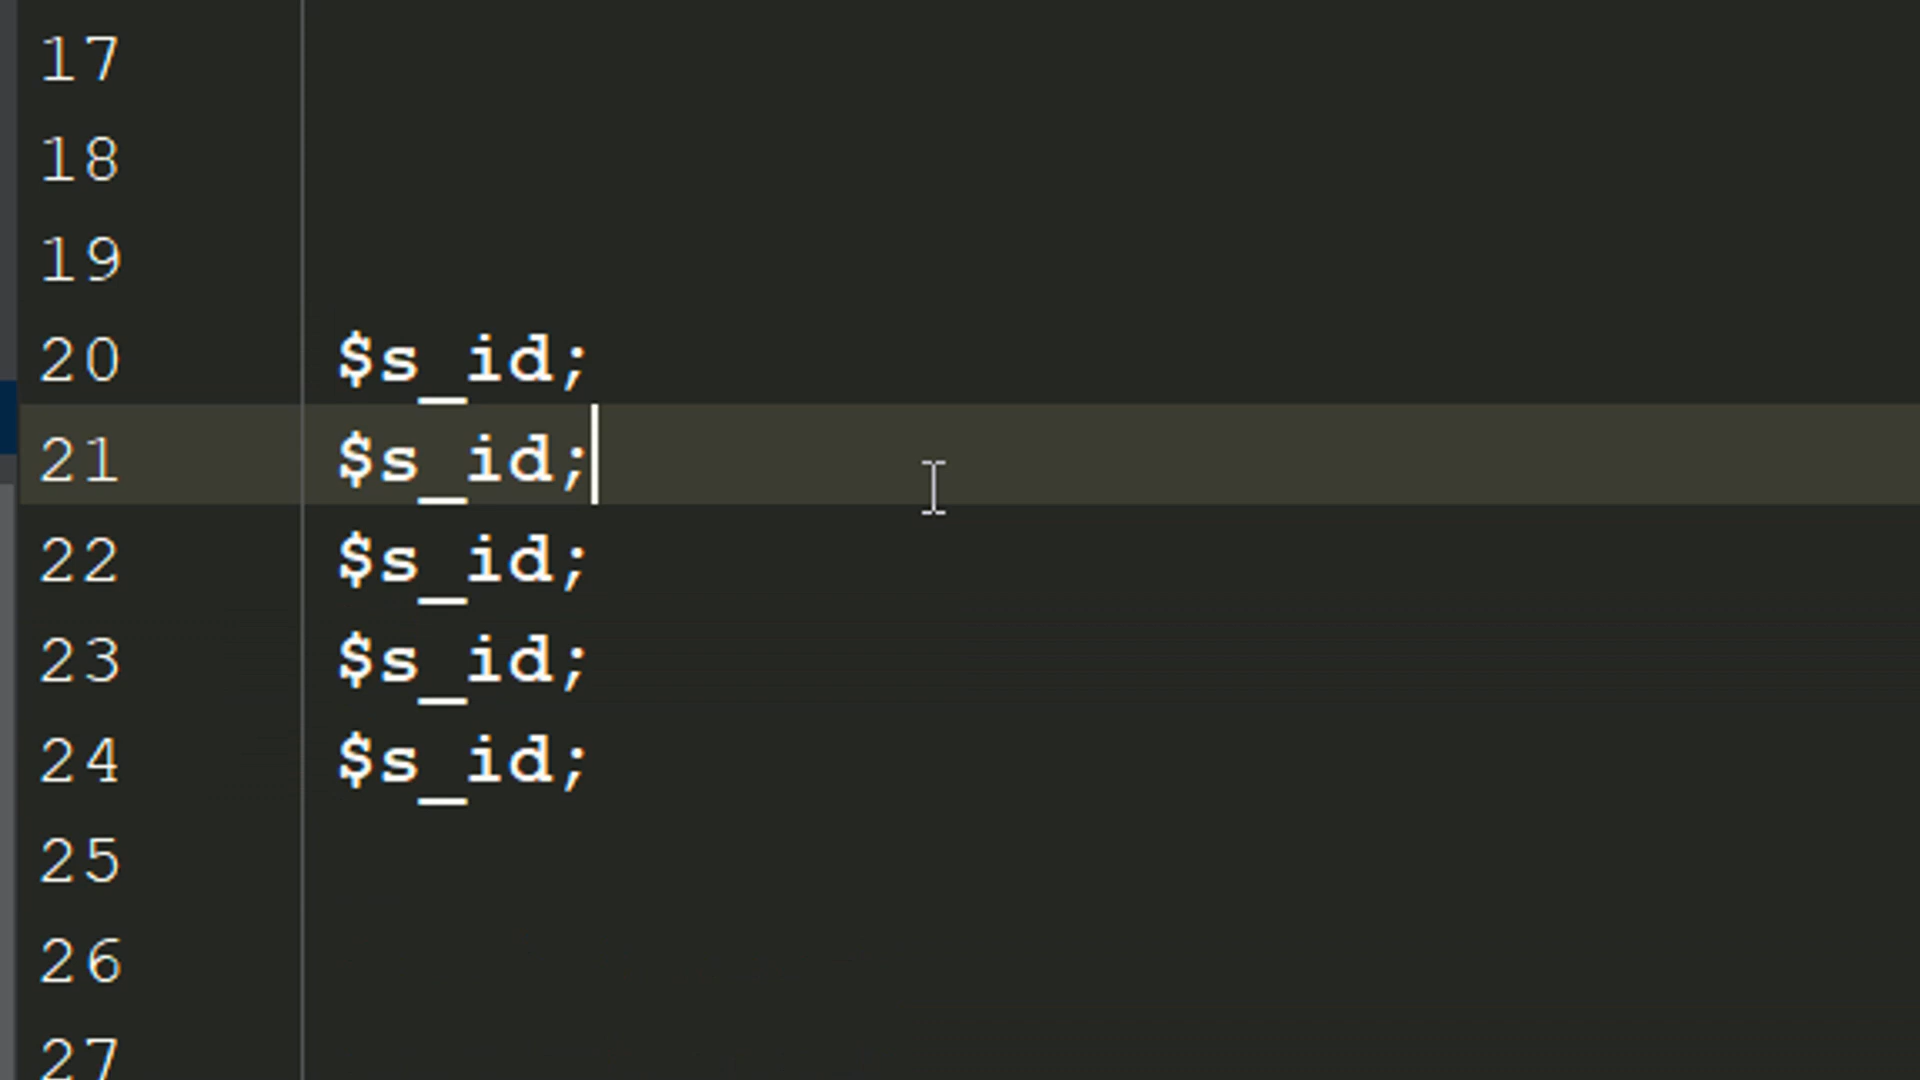 17
18
19
20 $s_id;
21 $s_id;
22 $s_id;
23 $s_id;
24 $s_id;
25
26
27